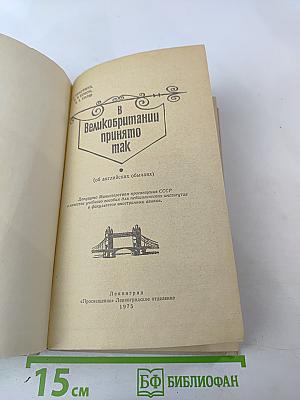 В
Великобритании
принято
так
(об английских обычаях)
Допущено Министерством просвещения СССР
в качестве учебного пособия для педагогических институтов
и факультетов иностранных языков.
Ленинград
«Просвещение» Ленинградское отделение
1975
15 см
БФ БИБЛИОФАН